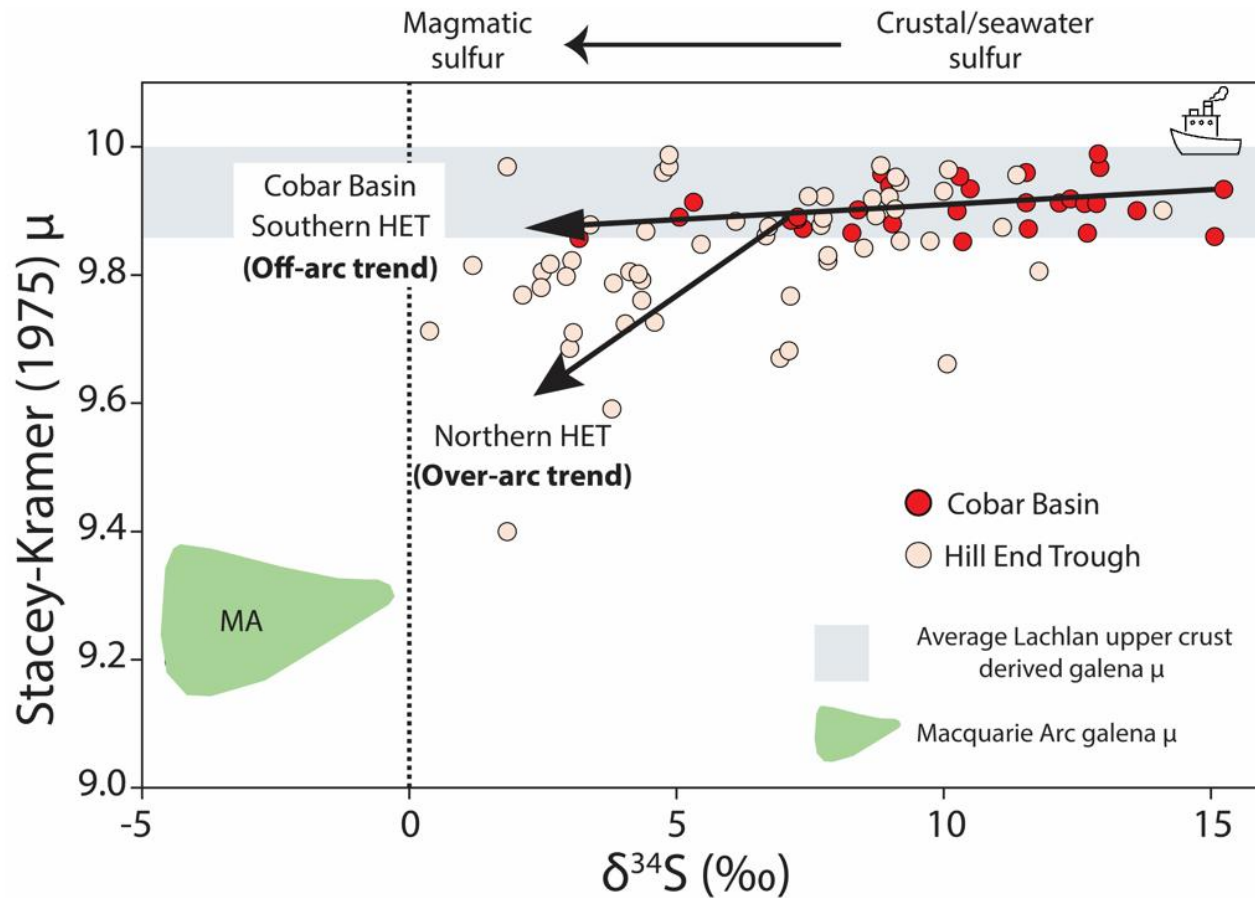 Magmatic
sulfur
Crustal/seawater
sulfur
Stacey-Kramer (1975) μ
10
9.8
9.6
9.4
9.2
9.0
Cobar Basin
Southern HET
(Off-arc trend)
Northern HET
(Over-arc trend)
MA
Cobar Basin
Hill End Trough
Average Lachlan upper crust
derived galena μ
Macquarie Arc galena μ
-5
0
5
10
15
δ³⁴S (‰)